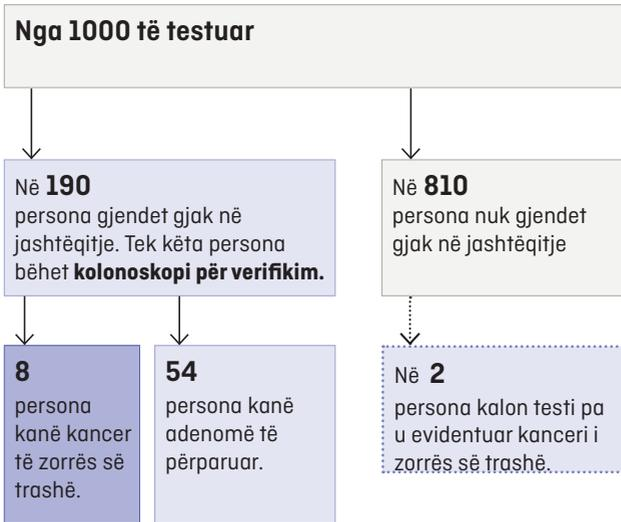 Nga 1000 të testuar
Në 190
persona gjendet gjak në
jashtëqitje. Tek këta persona
bëhet kolonoskopi për verifikim.
Në 810
persona nuk gjendet
gjak në jashtëqitje
8
persona
kanë kancer
të zorrës së
trashë.
54
persona kanë
adenomë të
përparuar.
Në 2
persona kalon testi pa
u evidentuar kanceri i
zorrës së trashë.